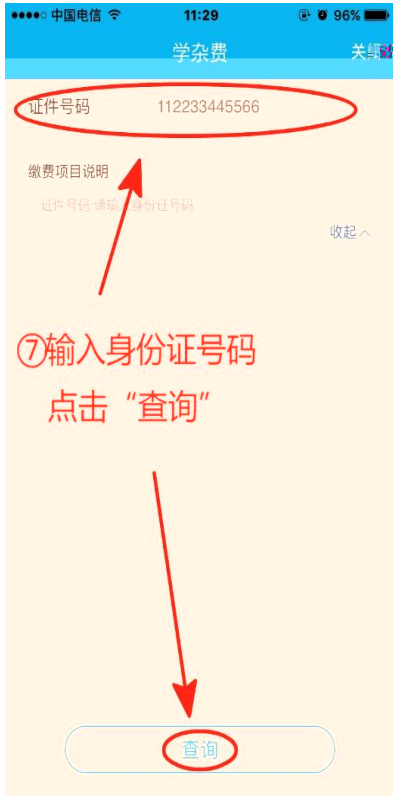 中国电信 11:29 96%
学杂费
证件号码 112233445566
缴费项目说明
证件号码:请输入身份证号码
收起
⑦输入身份证号码
点击“查询”
查询